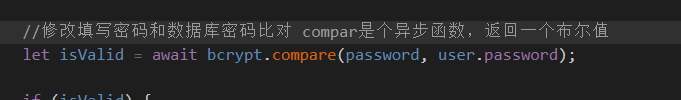 //修改填写密码和数据库密码比对 compar是个异步函数，返回一个布尔值
let isValid = await bcrypt.compare(password, user.password);
if (isValid) {